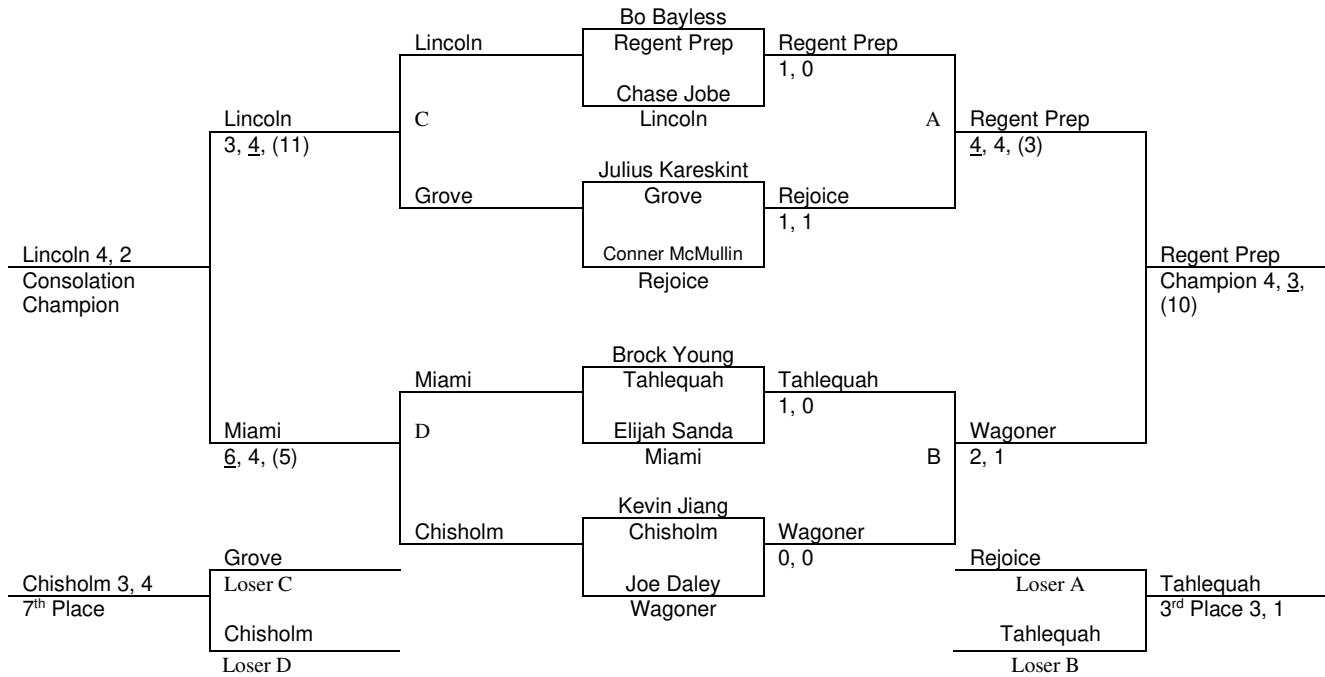 Bo Bayless
Lincoln
Regent Prep
Regent Prep
1, 0
Chase Jobe
Lincoln
C
Lincoln
A
Regent Prep
3, 4, (11)
4, 4, (3)
Julius Kareskint
Grove
Grove
Rejoice
1, 1
Conner McMullin
Rejoice
Lincoln 4, 2
Consolation
Champion
Regent Prep
Champion 4, 3,
(10)
Brock Young
Miami
Tahlequah
Tahlequah
1, 0
Miami
D
Elijah Sanda
Miami
Wagoner
6, 4, (5)
B
2, 1
Kevin Jiang
Chisholm
Chisholm
Wagoner
0, 0
Joe Daley
Wagoner
Grove
Chisholm 3, 4
Loser C
7th Place
Chisholm
Loser D
Rejoice
Loser A
Tahlequah
3rd Place 3, 1
Tahlequah
Loser B